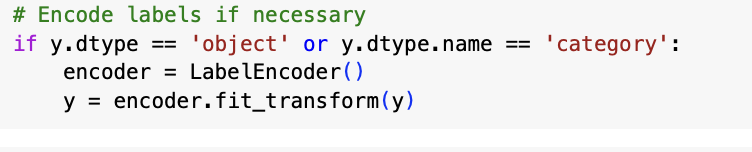 # Encode labels if necessary
if y.dtype == 'object' or y.dtype.name == 'category':
    encoder = LabelEncoder()
    y = encoder.fit_transform(y)